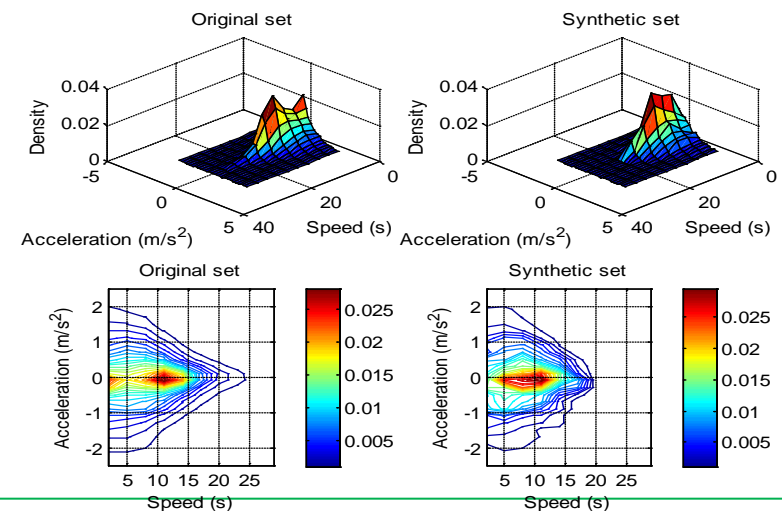 Original set
Synthetic set
Density
0.04
0.02
0
-5
0
5
40
20
0
Acceleration (m/s²)
Speed (s)
Density
0.04
0.02
0
-5
0
5
40
20
0
Acceleration (m/s²)
Speed (s)
Original set
Acceleration (m/s²)
2
1
0
-1
-2
5 10 15 20 25
Speed (s)
0.025
0.02
0.015
0.01
0.005
Synthetic set
Acceleration (m/s²)
2
1
0
-1
-2
5 10 15 20 25
Speed (s)
0.025
0.02
0.015
0.01
0.005